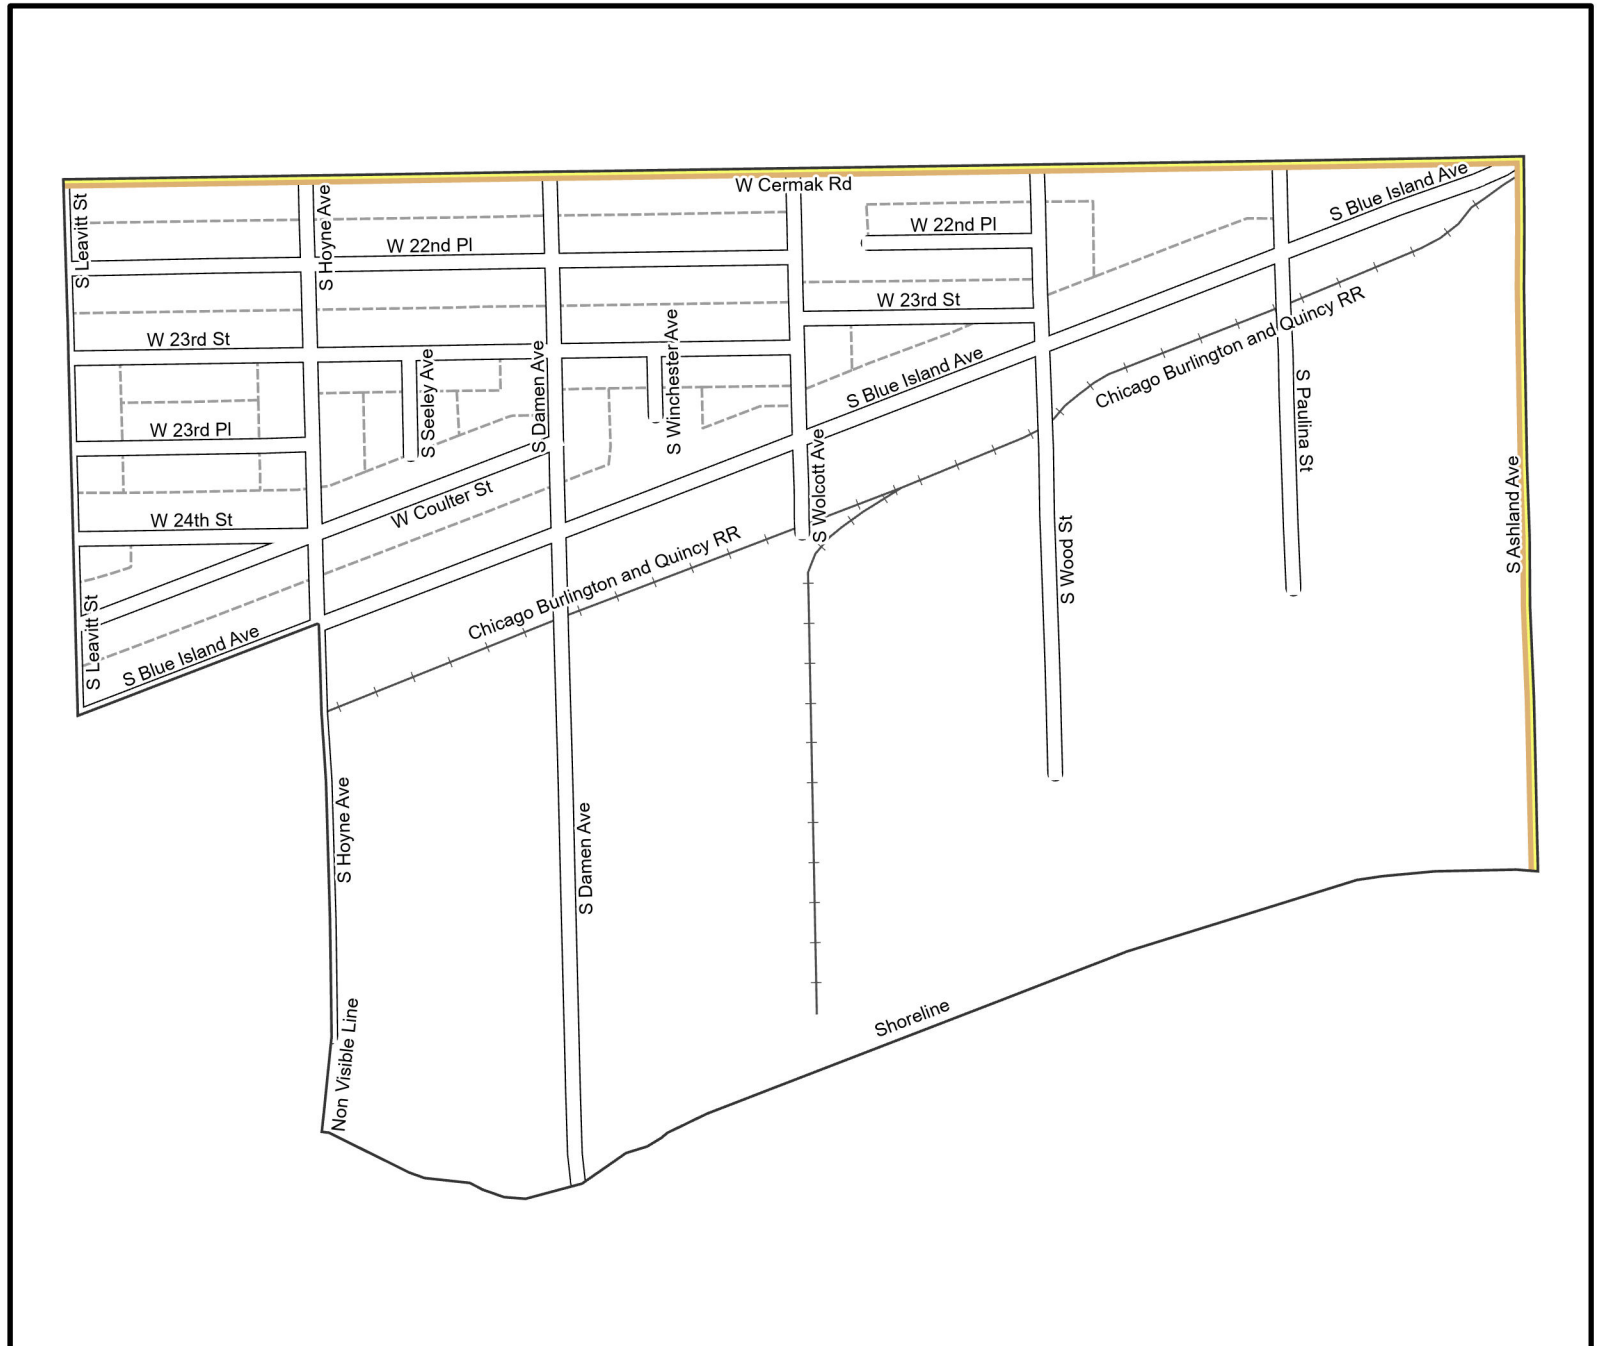 W Cermak Rd
S Blue Island Ave
S Leavitt St
S Hoyne Ave
W 22nd Pl
W 22nd Pl
W 23rd St
W 23rd St
Chicago Burlington and Quincy RR
S Winchester Ave
S Damen Ave
S Seeley Ave
S Blue Island Ave
S Paulina St
W 23rd Pl
S Wolcott Ave
W Coulter St
W 24th St
S Ashland Ave
S Wood St
Chicago Burlington and Quincy RR
S Leavitt St
S Blue Island Ave
S Hoyne Ave
S Damen Ave
Shoreline
Non Visible Line